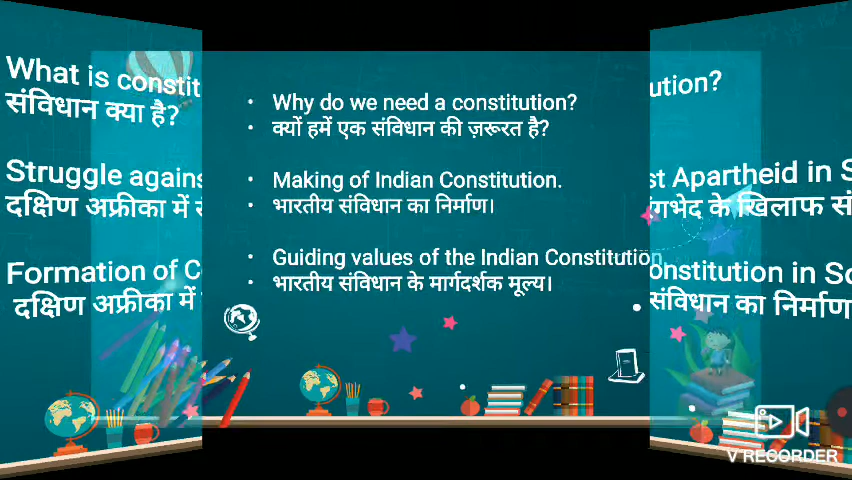 What is constit
संविधान क्या है?
Struggle agains
दक्षिण अफ्रीका में
Formation of C
दक्षिण अफ्रीका में
• Why do we need a constitution?
• क्यों हमें एक संविधान की ज़रूरत है?
• Making of Indian Constitution.
• भारतीय संविधान का निर्माण।
• Guiding values of the Indian Constitution
• भारतीय संविधान के मार्गदर्शक मूल्य।
ution?
st Apartheid in S
गभेद के खिलाफ सं
onstitution in So
संविधान का निर्माण
V RECORDER